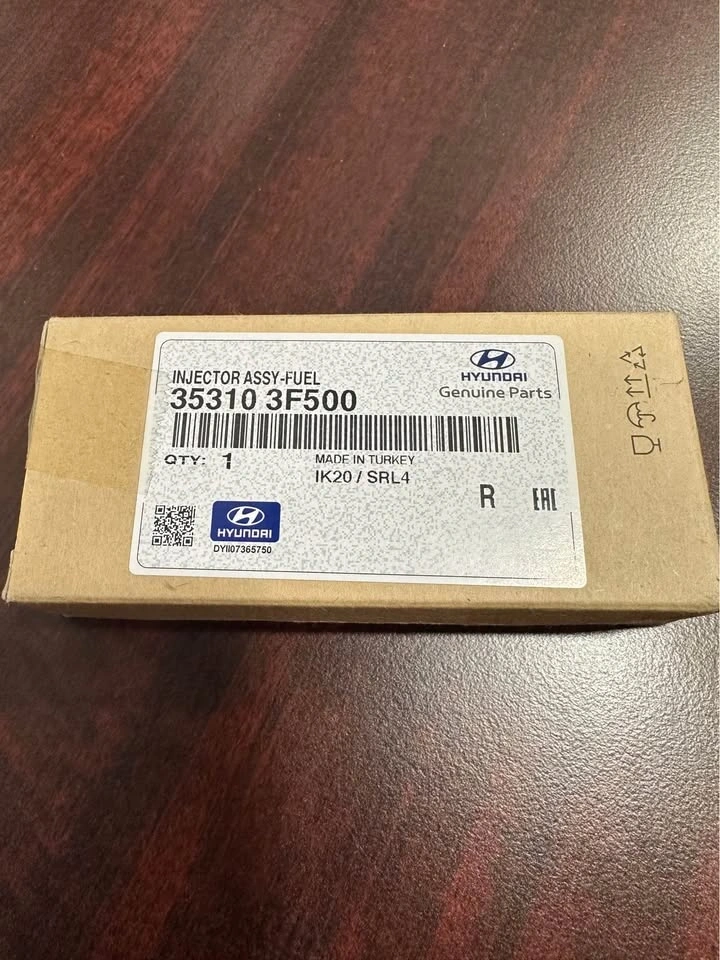 INJECTOR ASSY-FUEL
35310 3F500
HYUNDAI
Genuine Parts
QTY: 1
MADE IN TURKEY
IK20 / SRL4
R
EAC
HYUNDAI
DYII07365750